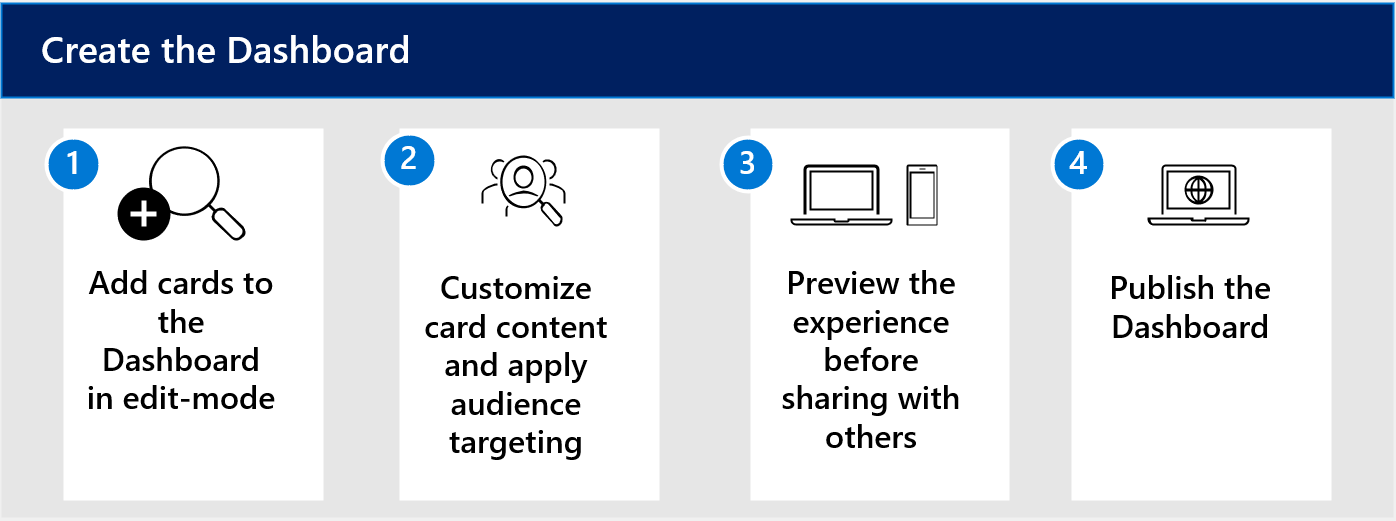 Create the Dashboard
1
Add cards to
the
Dashboard
in edit-mode
2
Customize
card content
and apply
audience
targeting
3
Preview the
experience
before
sharing with
others
4
Publish the
Dashboard